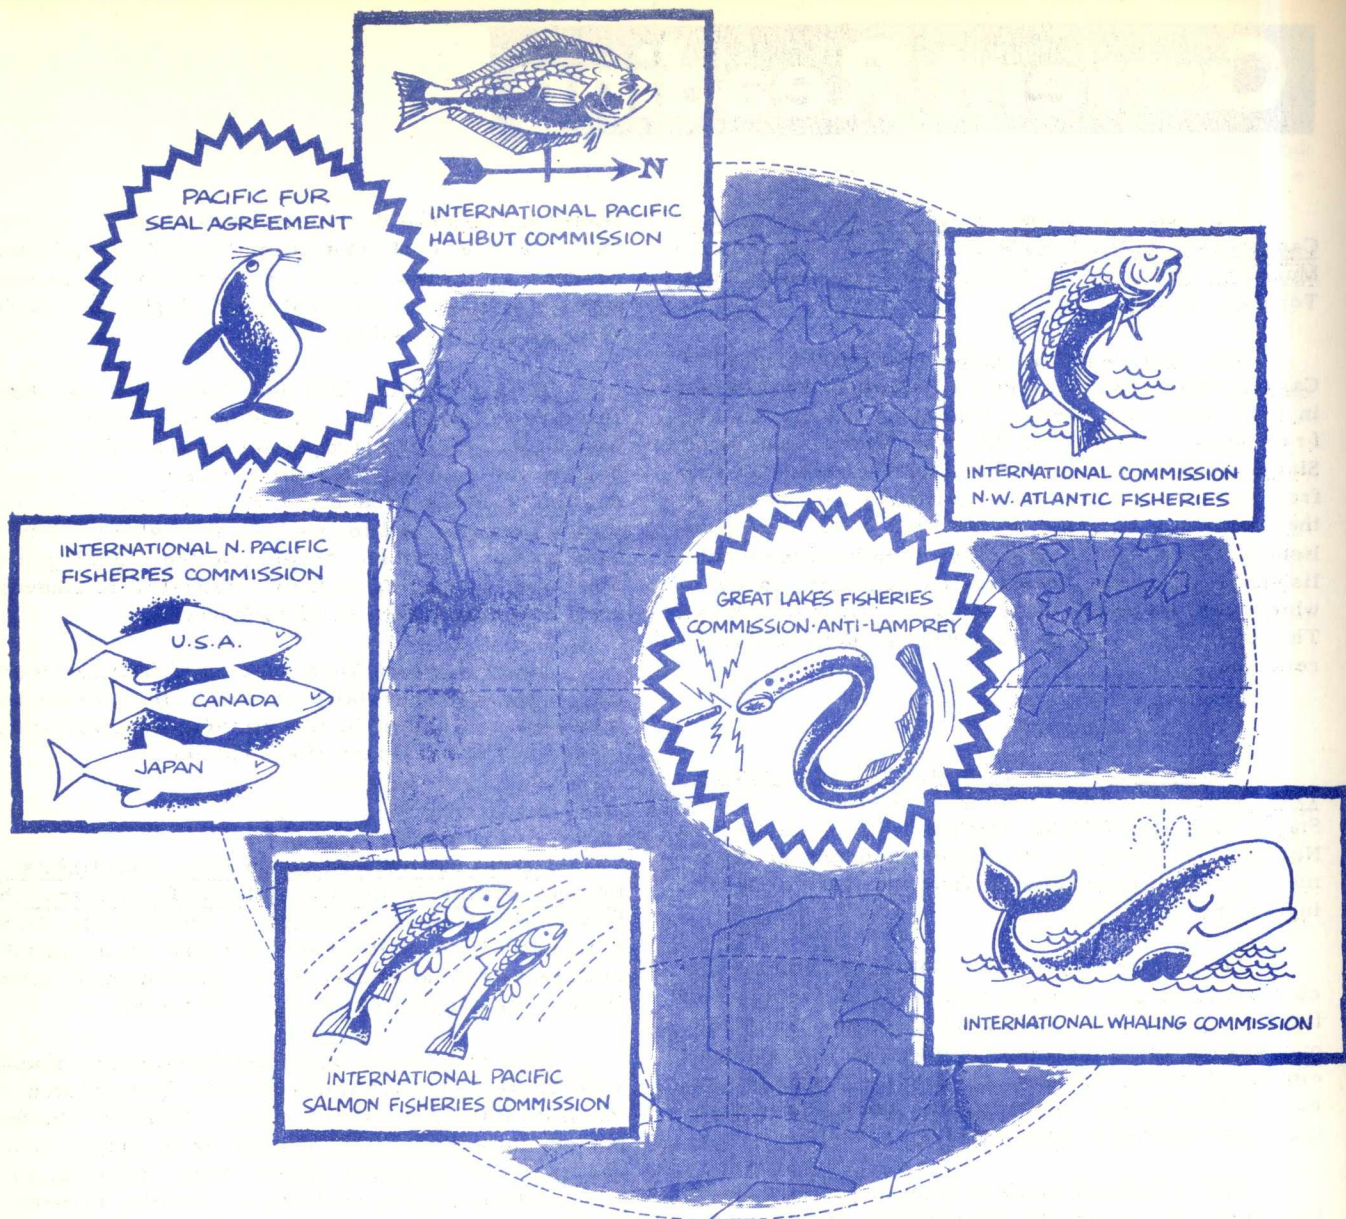 N
INTERNATIONAL PACIFIC
HALIBUT COMMISSION
PACIFIC FUR
SEAL AGREEMENT
INTERNATIONAL COMMISSION
N.W. ATLANTIC FISHERIES
INTERNATIONAL N. PACIFIC
FISHERIES COMMISSION
U.S.A.
CANADA
JAPAN
GREAT LAKES FISHERIES
COMMISSION·ANTI-LAMPREY
INTERNATIONAL WHALING COMMISSION
INTERNATIONAL PACIFIC
SALMON FISHERIES COMMISSION